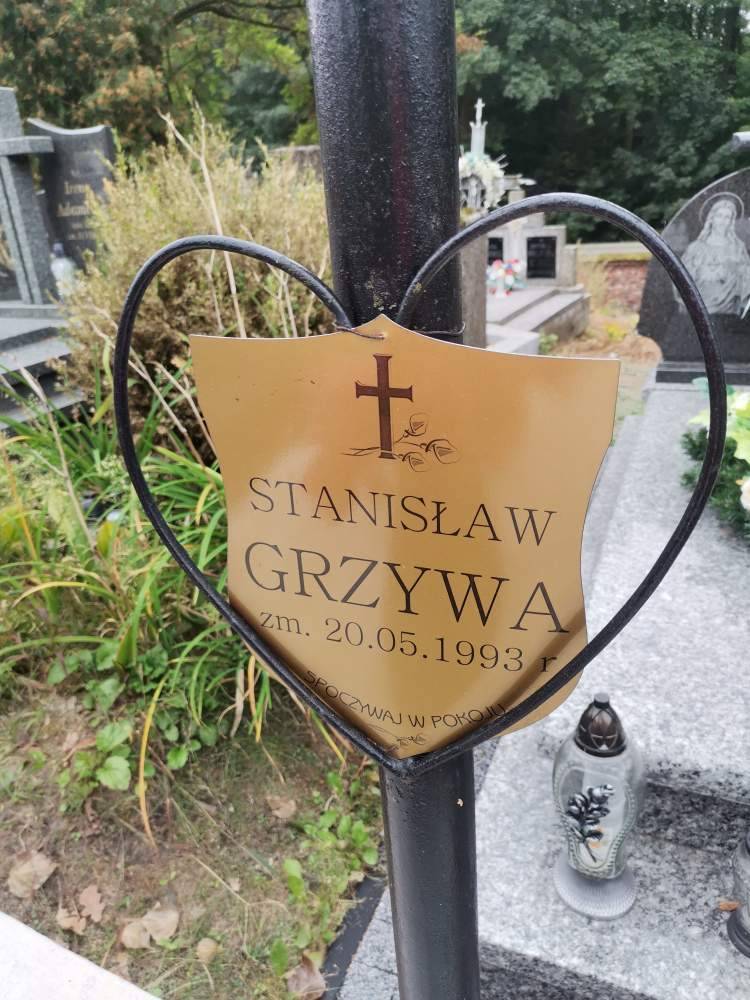 STANISŁAW
GRZYWA
zm. 20.05.1993 r
SPOCZYWAJ W POKOJU